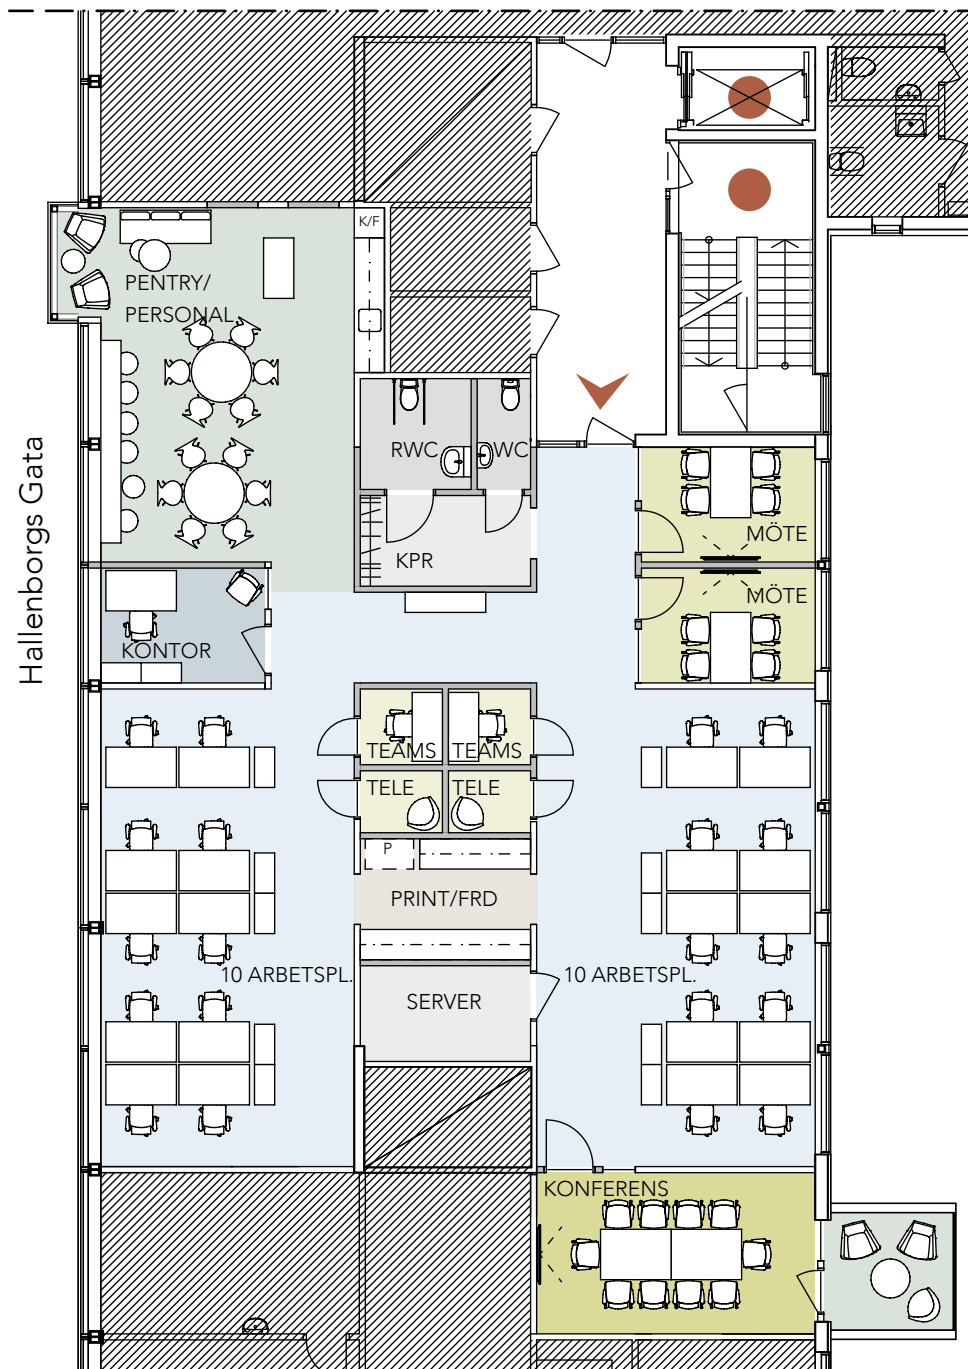 K/F
PENTRY/
PERSONAL
RWC
WC
KPR
MÖTE
MÖTE
Hallenborgs Gata
KONTOR
TEAMS
TEAMS
TELE
TELE
P
PRINT/FRD
10 ARBETSPL.
10 ARBETSPL.
SERVER
KONFERENS